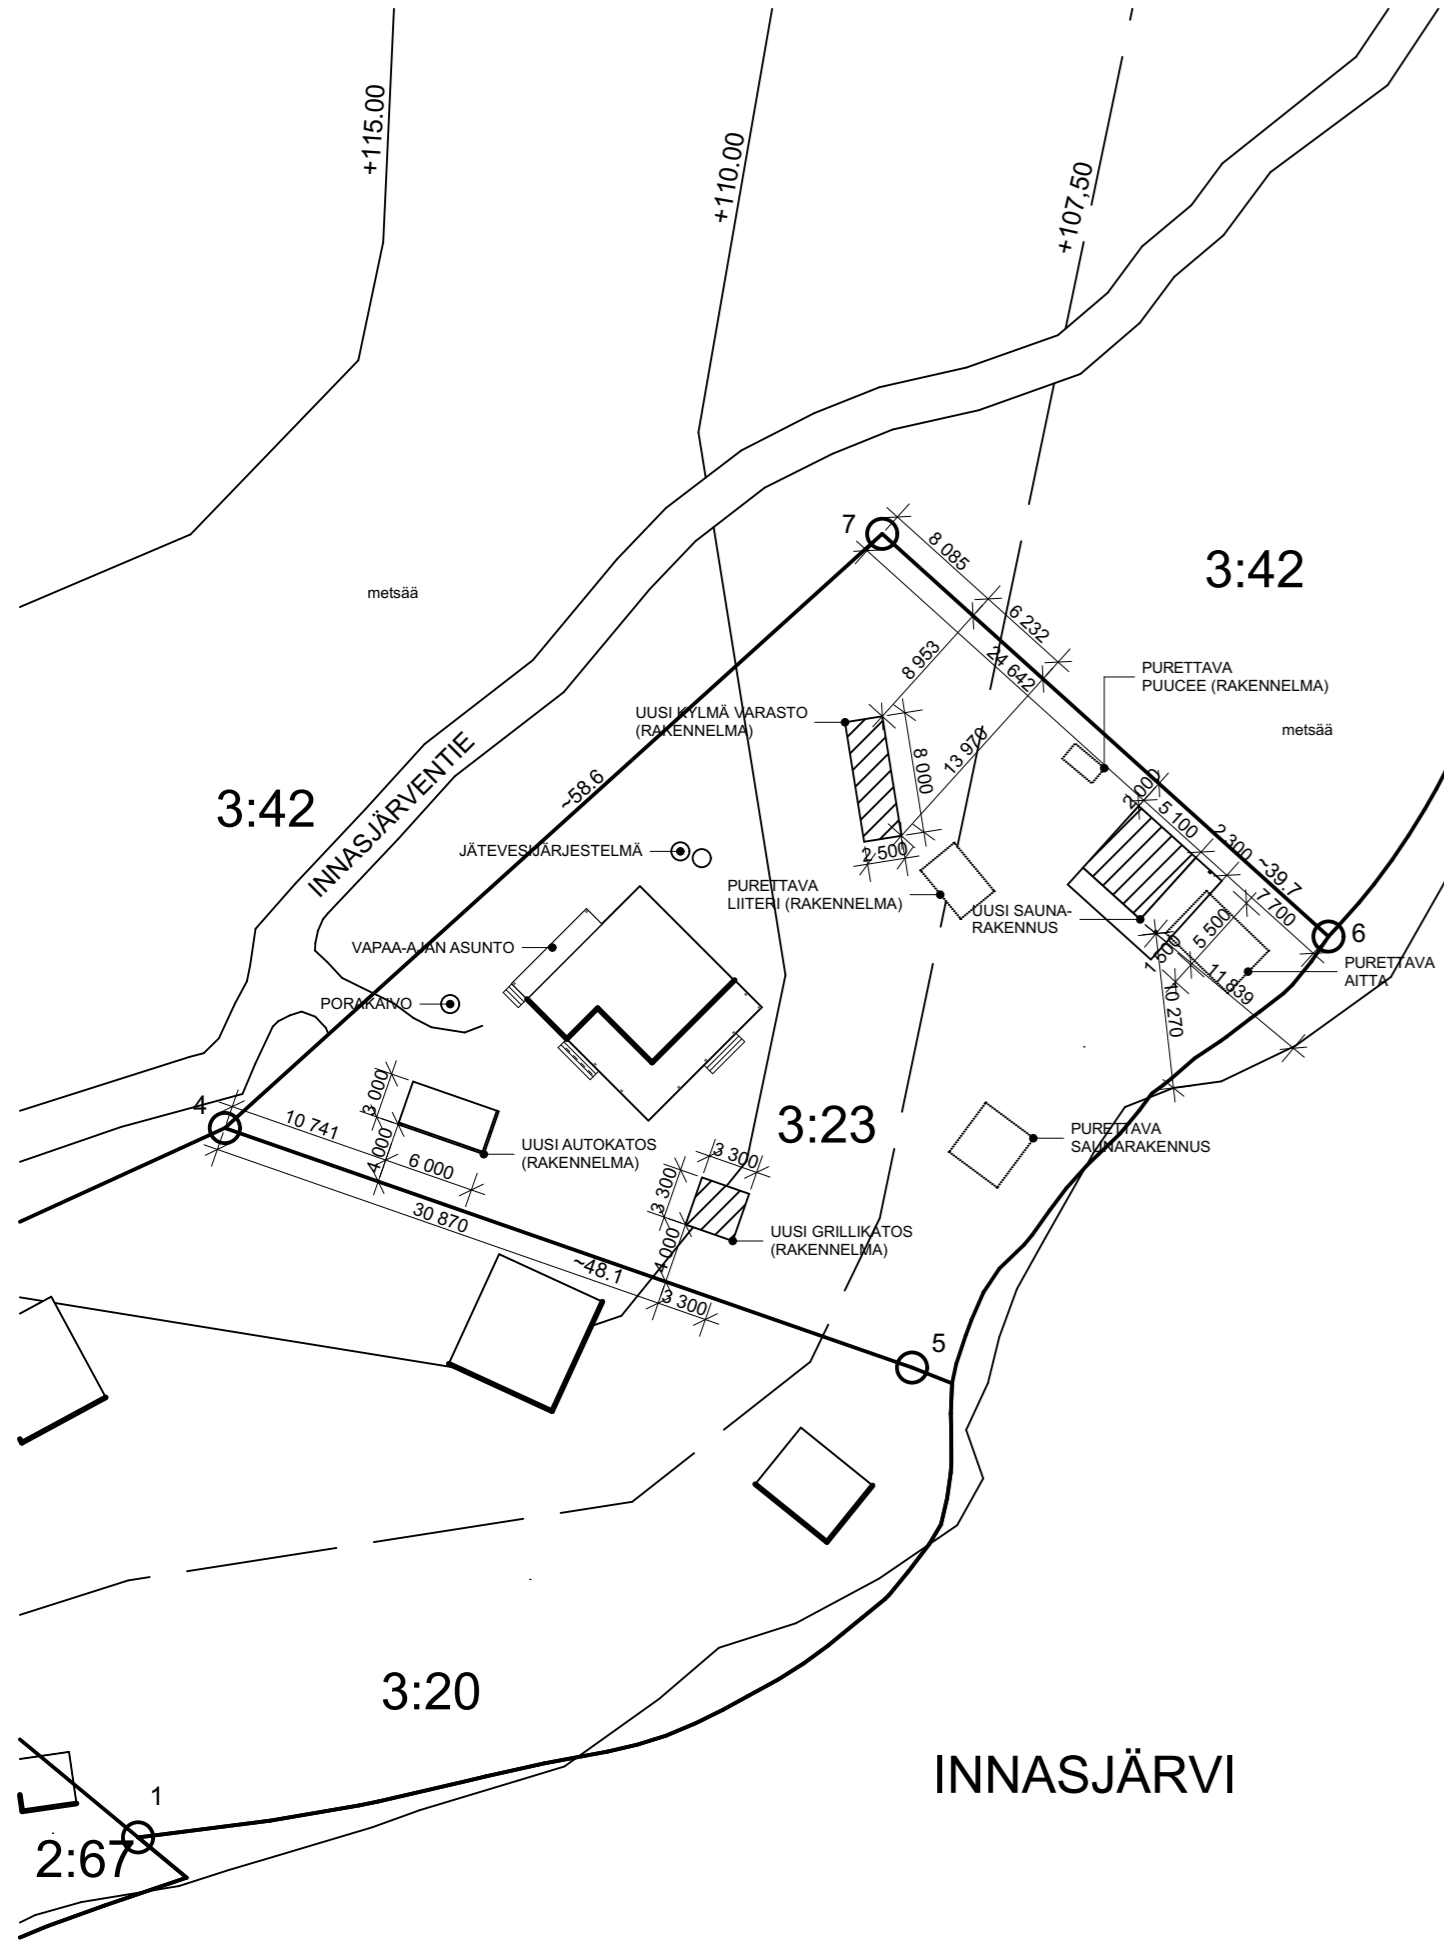 +115.00
+110.00
+107,50
7
8 085
3:42
metsää
6 232
8 953
24 642
PURETTAVA
PUUCEE (RAKENNELMA)
UUSI KYLMÄ VARASTO
(RAKENNELMA)
metsää
13 970
8 000
INNASJÄRVENTIE
~58.6
3:42
2 000
5 100
2 300
~39.7
JÄTEVESIJÄRJESTELMÄ
2 500
7 700
PURETTAVA
LIITERI (RAKENNELMA)
UUSI SAUNA-
RAKENNUS
5 500
6
VAPAA-AJAN ASUNTO
1 500
11 839
PURETTAVA
AITTA
PORAKAIVO
10 270
4
3 000
10 741
3:23
PURETTAVA
SAUNARAKENNUS
4 000
6 000
UUSI AUTOKATOS
(RAKENNELMA)
3 300
3 300
30 870
UUSI GRILLIKATOS
(RAKENNELMA)
4 000
~48.1
3 300
5
3:20
INNASJÄRVI
1
2:67